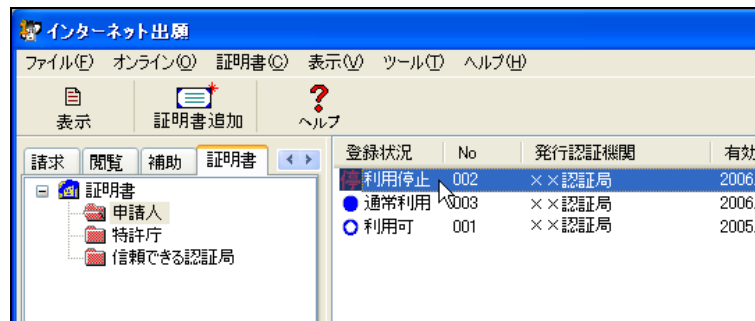 インターネット出願
ファイル(F) オンライン(O) 証明書(C) 表示(V) ツール(T) ヘルプ(H)
表示 証明書追加 ヘルプ
請求 閲覧 補助 証明書
証明書
申請人
特許庁
信頼できる認証局
登録状況 No 発行認証機関 有効
停 利用停止 002 ××認証局 2006.
通常利用 003 ××認証局 2006.
利用可 001 ××認証局 2005.